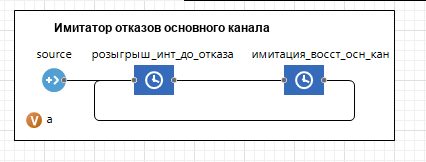 Имитатор отказов основного канала
source розыгрыш_инт_до_отказа имитация_восст_осн_кан
V a